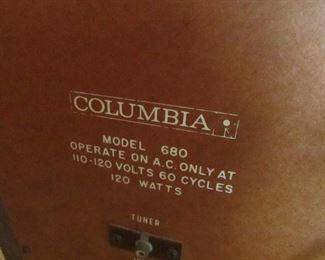 COLUMBIA
MODEL 680
OPERATE ON A.C. ONLY AT
110-120 VOLTS 60 CYCLES
120 WATTS
TUNER